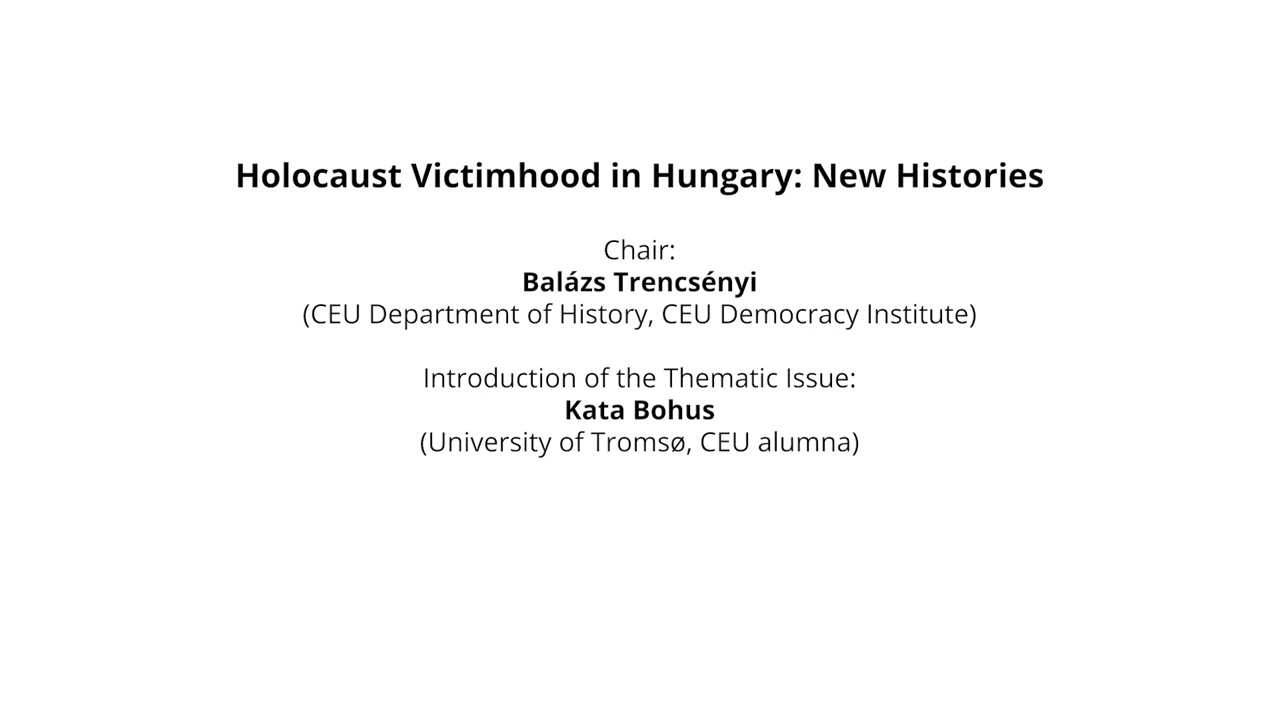 Holocaust Victimhood in Hungary: New Histories
Chair:
Balázs Trencsényi
(CEU Department of History, CEU Democracy Institute)
Introduction of the Thematic Issue:
Kata Bohus
(University of Tromsø, CEU alumna)